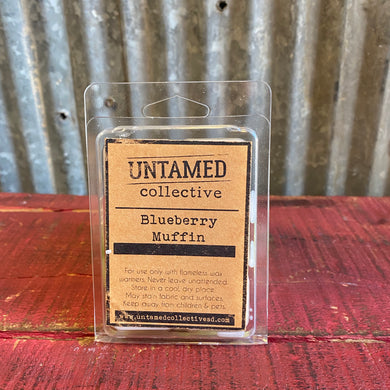 UNTAMED
collective
Blueberry
Muffin
For use only with flameless wax
warmers. Never leave unattended.
Store in a cool, dry place.
May stain fabric and surfaces.
Keep away from children & pets.
www.untamedcollectivesd.com